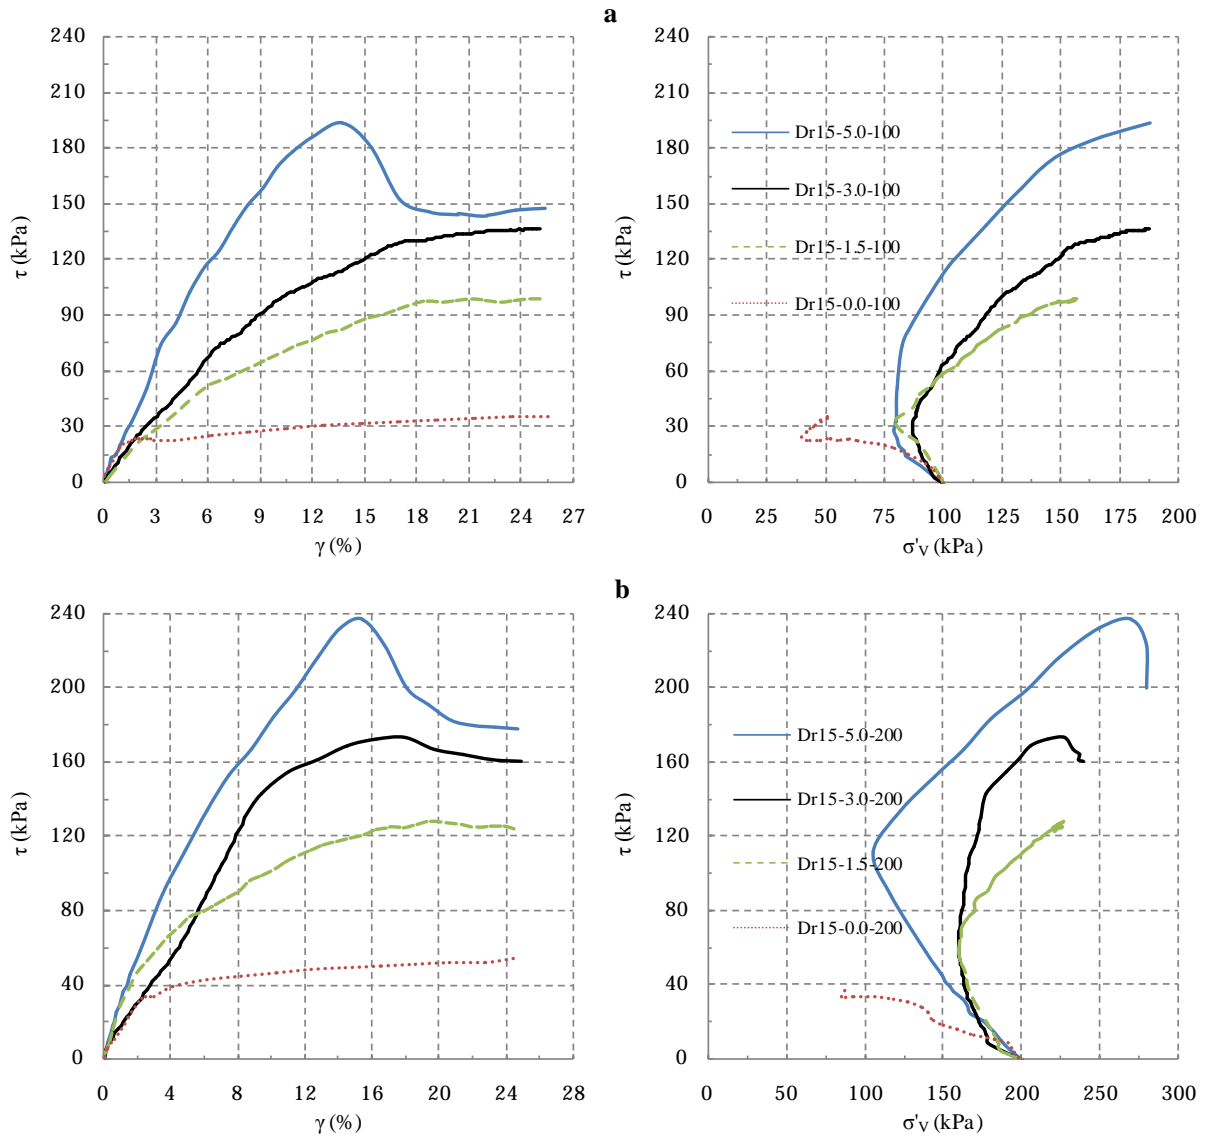 a
240
210
180
150
120
90
60
30
0
τ (kPa)
0 3 6 9 12 15 18 21 24 27
γ (%)
240
210
180
150
120
90
60
30
0
τ (kPa)
Dr15-5.0-100
Dr15-3.0-100
Dr15-1.5-100
Dr15-0.0-100
0 25 50 75 100 125 150 175 200
σ'V (kPa)
b
240
200
160
120
80
40
0
τ (kPa)
0 4 8 12 16 20 24 28
γ (%)
240
200
160
120
80
40
0
τ (kPa)
Dr15-5.0-200
Dr15-3.0-200
Dr15-1.5-200
Dr15-0.0-200
0 50 100 150 200 250 300
σ'V (kPa)